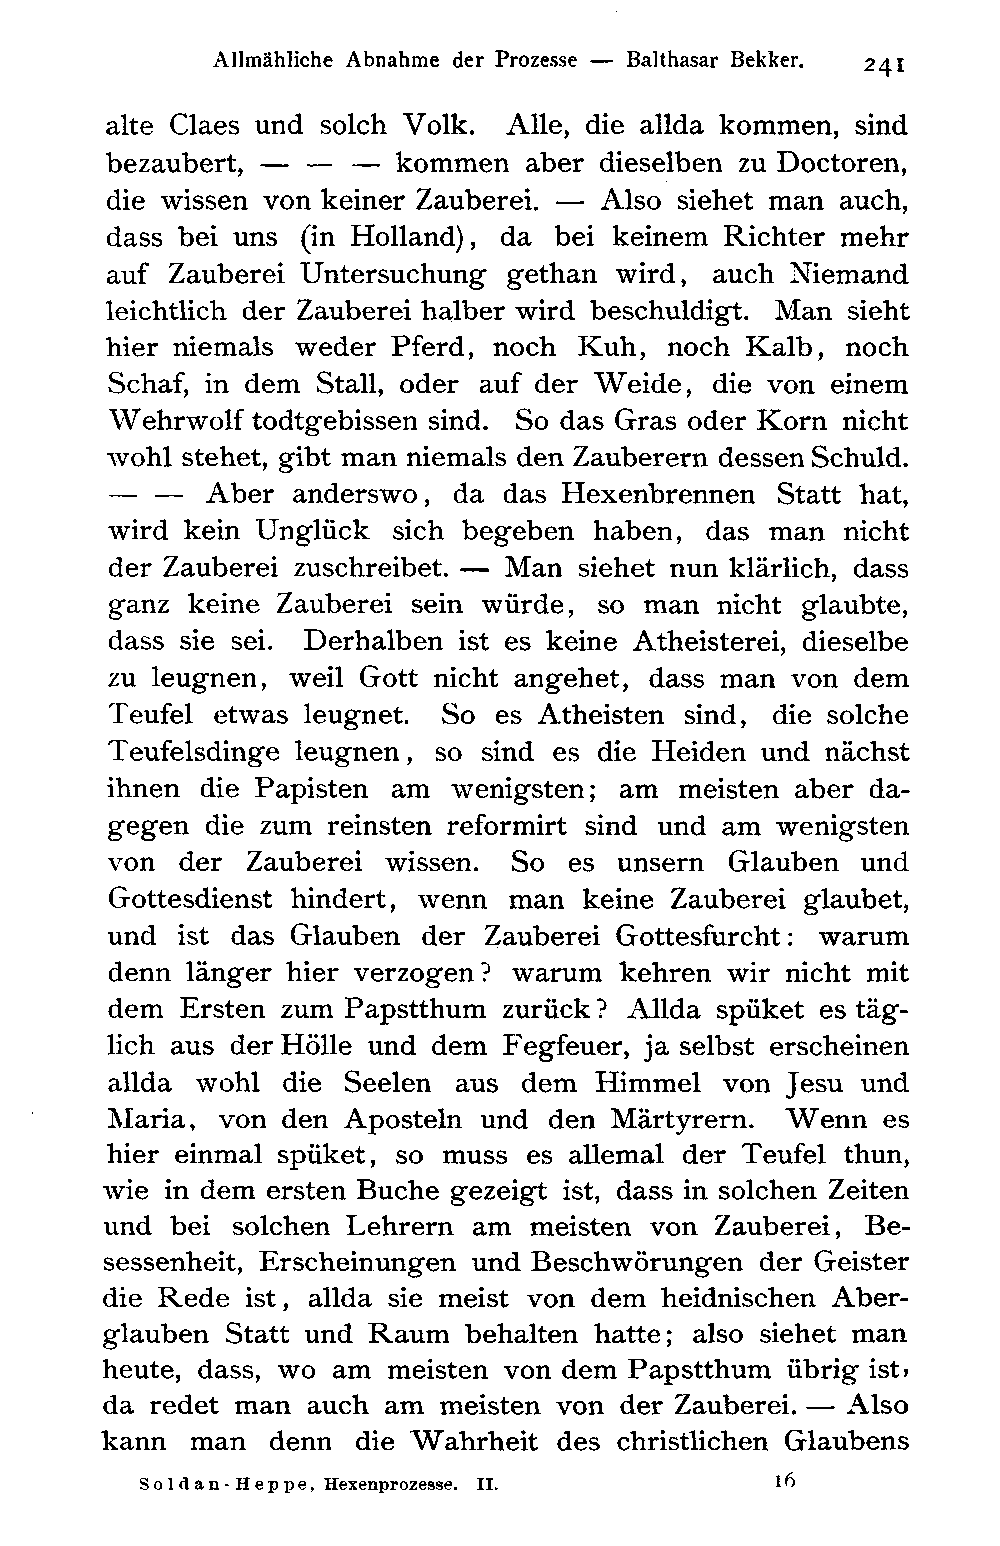 Allmähliche Abnahme der Prozesse — Balthasar Bekker. 241
alte Claes und solch Volk. Alle, die allda kommen, sind
bezaubert, — — — kommen aber dieselben zu Doctoren,
die wissen von keiner Zauberei. — Also siehet man auch,
dass bei uns (in Holland), da bei keinem Richter mehr
auf Zauberei Untersuchung gethan wird, auch Niemand
leichtlich der Zauberei halber wird beschuldigt. Man sieht
hier niemals weder Pferd, noch Kuh, noch Kalb, noch
Schaf, in dem Stall, oder auf der Weide, die von einem
Wehrwolf todtgebissen sind. So das Gras oder Korn nicht
wohl stehet, gibt man niemals den Zauberern dessen Schuld.
— — Aber anderswo, da das Hexenbrennen Statt hat,
wird kein Unglück sich begeben haben, das man nicht
der Zauberei zuschreibet. — Man siehet nun klärlich, dass
ganz keine Zauberei sein würde, so man nicht glaubte,
dass sie sei. Derhalben ist es keine Atheisterei, dieselbe
zu leugnen, weil Gott nicht angehet, dass man von dem
Teufel etwas leugnet. So es Atheisten sind, die solche
Teufelsdinge leugnen, so sind es die Heiden und nächst
ihnen die Papisten am wenigsten; am meisten aber da-
gegen die zum reinsten reformirt sind und am wenigsten
von der Zauberei wissen. So es unsern Glauben und
Gottesdienst hindert, wenn man keine Zauberei glaubet,
und ist das Glauben der Zauberei Gottesfurcht: warum
denn länger hier verzogen? warum kehren wir nicht mit
dem Ersten zum Papstthum zurück? Allda spüket es täg-
lich aus der Hölle und dem Fegfeuer, ja selbst erscheinen
allda wohl die Seelen aus dem Himmel von Jesu und
Maria, von den Aposteln und den Märtyrern. Wenn es
hier einmal spüket, so muss es allemal der Teufel thun,
wie in dem ersten Buche gezeigt ist, dass in solchen Zeiten
und bei solchen Lehrern am meisten von Zauberei, Be-
sessenheit, Erscheinungen und Beschwörungen der Geister
die Rede ist, allda sie meist von dem heidnischen Aber-
glauben Statt und Raum behalten hatte; also siehet man
heute, dass, wo am meisten von dem Papstthum übrig ist,
da redet man auch am meisten von der Zauberei. — Also
kann man denn die Wahrheit des christlichen Glaubens
Soldan-Heppe, Hexenprozesse. II. 16